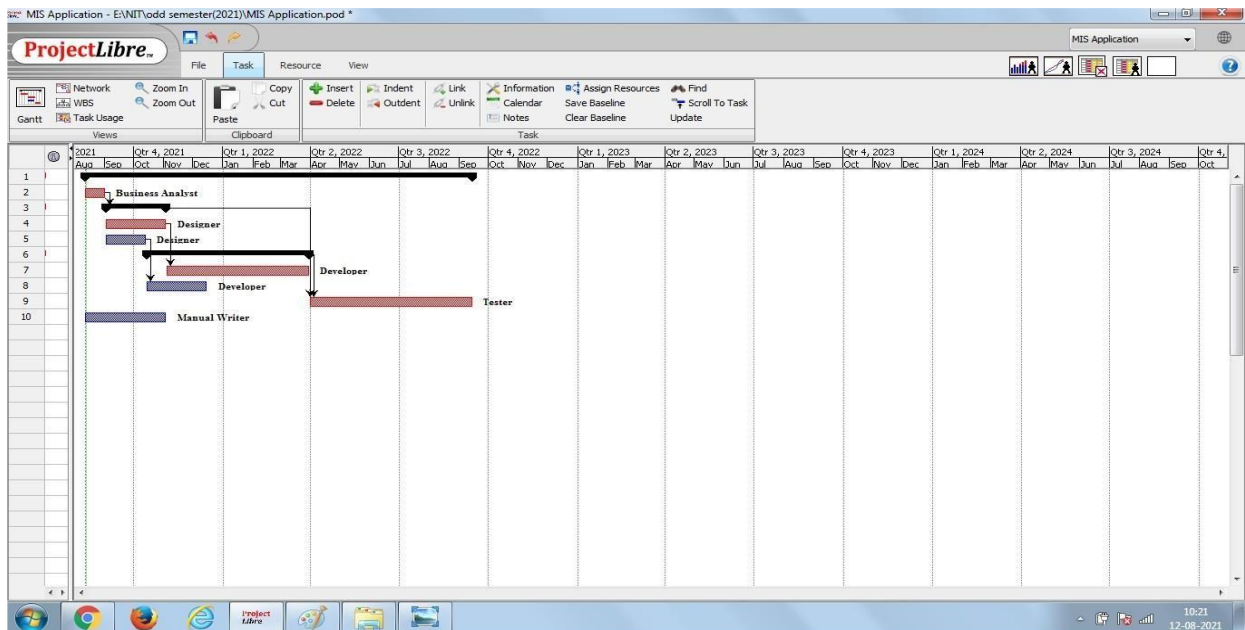 MIS Application - E:\NIT\odd semester(2021)\MIS Application.pod *
ProjectLibre™
MIS Application
File Task Resource View
Gantt
Network
WBS
Task Usage
Zoom In
Zoom Out
Views
Paste
Copy
Cut
Clipboard
Insert
Delete
Indent
Outdent
Link
Unlink
Information
Calendar
Notes
Assign Resources
Save Baseline
Clear Baseline
Find
Scroll To Task
Update
Task
2021 Qtr 4, 2021 Qtr 1, 2022 Qtr 2, 2022 Qtr 3, 2022 Qtr 4, 2022 Qtr 1, 2023 Qtr 2, 2023 Qtr 3, 2023 Qtr 4, 2023 Qtr 1, 2024 Qtr 2, 2024 Qtr 3, 2024 Qtr 4,
Aug Sep Oct Nov Dec Jan Feb Mar Apr May Jun Jul Aug Sep Oct Nov Dec Jan Feb Mar Apr May Jun Jul Aug Sep Oct Nov Dec Jan Feb Mar Apr May Jun Jul Aug Sep Oct
1
2 Business Analyst
3
4 Designer
5 Designer
6
7 Developer
8 Developer
9 Tester
10 Manual Writer
Project Libre
10:21
12-08-2021